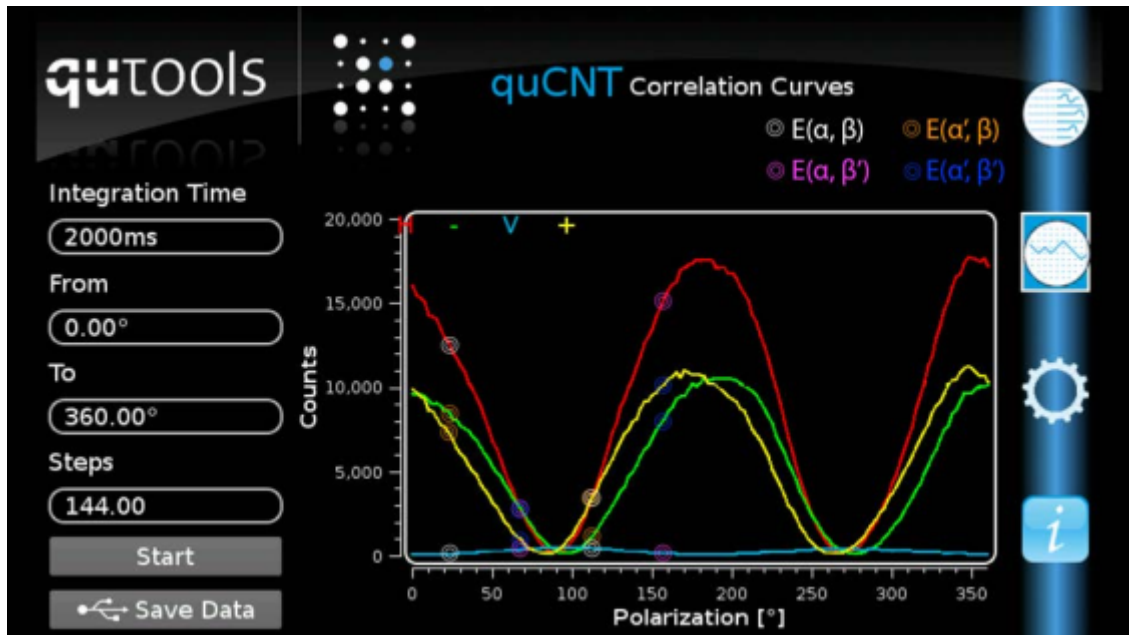 qutools
quCNT Correlation Curves
E(α, β) E(α′, β)
E(α, β′) E(α′, β′)
Integration Time
2000ms
From
0.00°
To
360.00°
Steps
144.00
Start
Save Data
H - V +
20,000
15,000
10,000
5,000
0
Counts
0 50 100 150 200 250 300 350
Polarization [°]
i